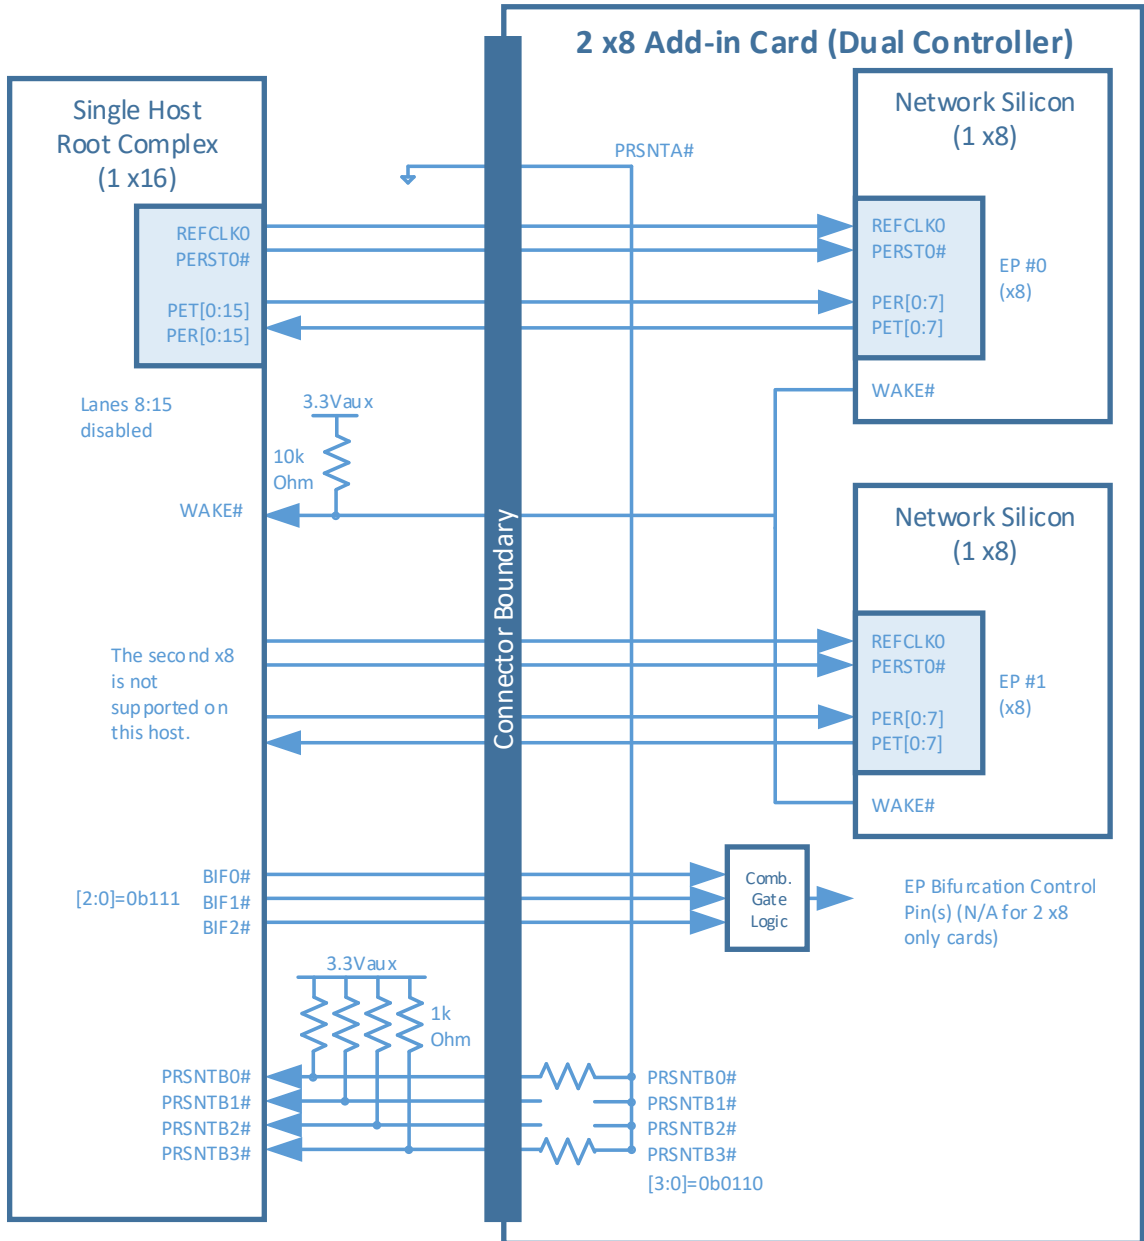 2 x8 Add-in Card (Dual Controller)
Single Host
Root Complex
(1 x16)
REFCLK0
PERST0#
PET[0:15]
PER[0:15]
Lanes 8:15
disabled
3.3Vaux
10k
Ohm
WAKE#
The second x8
is not
supported on
this host.
[2:0]=0b111
BIF0#
BIF1#
BIF2#
3.3Vaux
1k
Ohm
PRSNTB0#
PRSNTB1#
PRSNTB2#
PRSNTB3#
Connector Boundary
PRSNTA#
Network Silicon
(1 x8)
REFCLK0
PERST0#
PER[0:7]
PET[0:7]
EP #0
(x8)
WAKE#
Network Silicon
(1 x8)
REFCLK0
PERST0#
PER[0:7]
PET[0:7]
EP #1
(x8)
WAKE#
Comb.
Gate
Logic
EP Bifurcation Control
Pin(s) (N/A for 2 x8
only cards)
PRSNTB0#
PRSNTB1#
PRSNTB2#
PRSNTB3#
[3:0]=0b0110